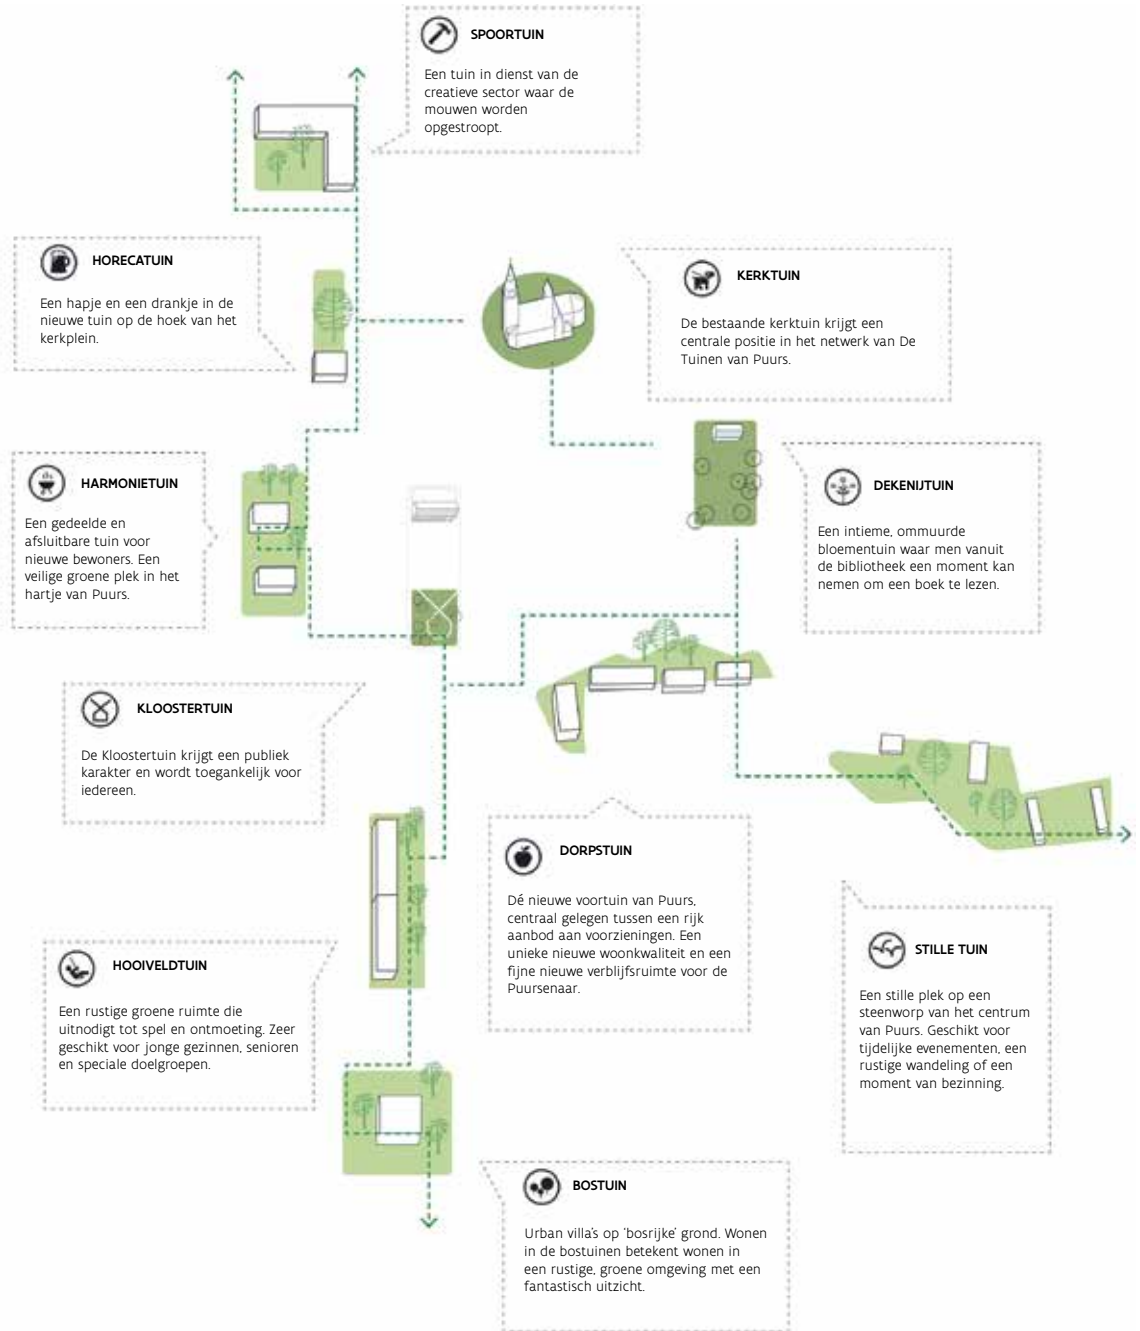 SPOORTUIN
Een tuin in dienst van de
creatieve sector waar de
mouwen worden
opgestroopt.
HORECATUIN
Een hapje en een drankje in de
nieuwe tuin op de hoek van het
kerkplein.
KERKTUIN
De bestaande kerktuin krijgt een
centrale positie in het netwerk van De
Tuinen van Puurs.
HARMONIETUIN
Een gedeelde en
afsluitbare tuin voor
nieuwe bewoners. Een
veilige groene plek in het
hartje van Puurs.
DEKENIJTUIN
Een intieme, ommuurde
bloementuin waar men vanuit
de bibliotheek een moment kan
nemen om een boek te lezen.
KLOOSTERTUIN
De Kloostertuin krijgt een publiek
karakter en wordt toegankelijk voor
iedereen.
DORPSTUIN
Dé nieuwe voortuin van Puurs,
centraal gelegen tussen een rijk
aanbod aan voorzieningen. Een
unieke nieuwe woonkwaliteit en een
fijne nieuwe verblijfsruimte voor de
Puursenaar.
HOOIVELDTUIN
Een rustige groene ruimte die
uitnodigt tot spel en ontmoeting. Zeer
geschikt voor jonge gezinnen, senioren
en speciale doelgroepen.
STILLE TUIN
Een stille plek op een
steenworp van het centrum
van Puurs. Geschikt voor
tijdelijke evenementen, een
rustige wandeling of een
moment van bezinning.
BOSTUIN
Urban villa's op 'bosrijke' grond. Wonen
in de bostuinen betekent wonen in
een rustige, groene omgeving met een
fantastisch uitzicht.